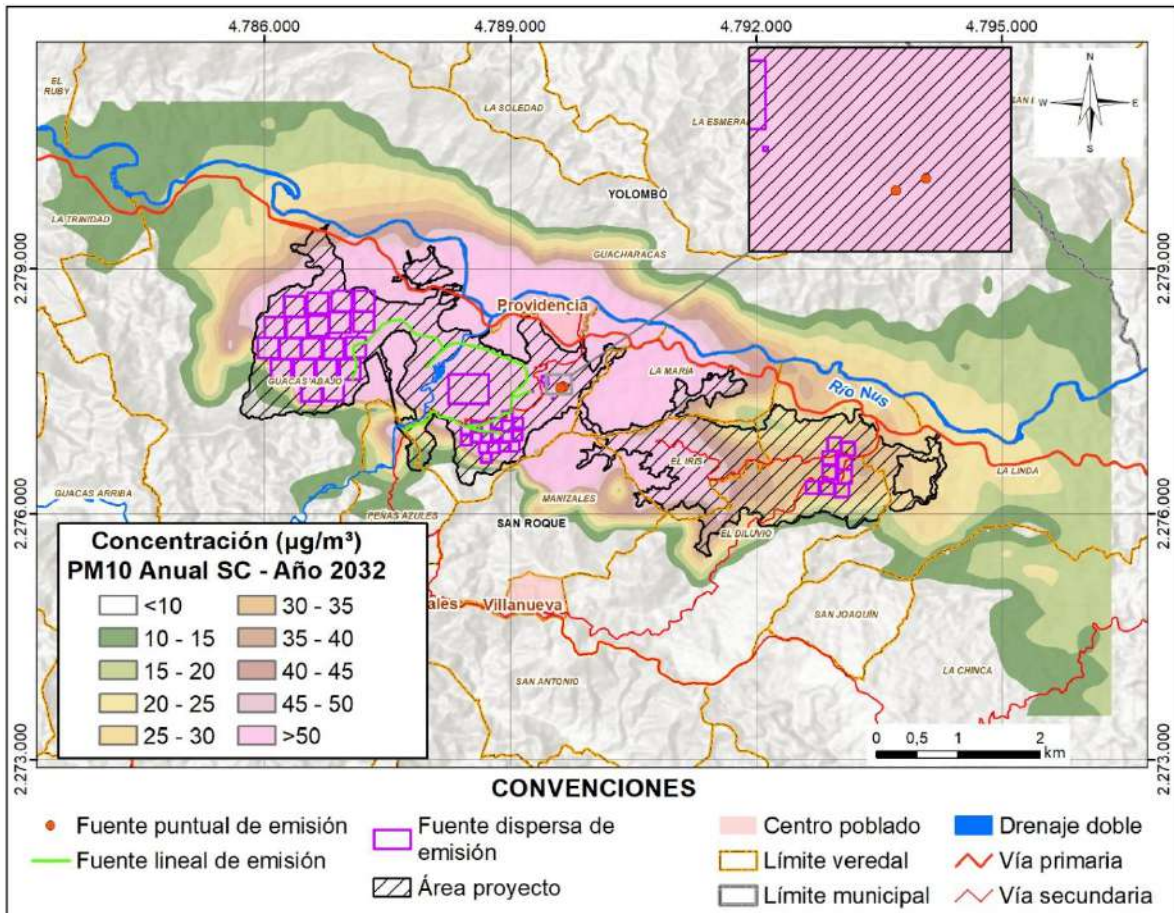 4.786.000
4.789.000
4.792.000
4.795.000
EL
RUBY
LA SOLEDAD
LA ESMERA
SAN
N
W
E
S
YOLOMBÓ
LA TRINIDAD
GUACHARACAS
2.279.000
2.279.000
Providencia
LA MARÍA
Río Nus
GUACAS ABAJO
EL IRIS
LA LINDA
GUACAS ARRIBA
MANIZALES
PEÑAS AZULES
SAN ROQUE
EL DILUVIO
2.276.000
2.276.000
Concentración (µg/m³)
PM10 Anual SC - Año 2032
<10
10 - 15
15 - 20
20 - 25
25 - 30
30 - 35
35 - 40
40 - 45
45 - 50
>50
ales
Villanueva
SAN JOAQUÍN
SAN ANTONIO
LA CHINCA
0 0,5 1 2
km
2.273.000
2.273.000
CONVENCIONES
Fuente puntual de emisión
Fuente lineal de emisión
Fuente dispersa de
emisión
Área proyecto
Centro poblado
Límite veredal
Límite municipal
Drenaje doble
Vía primaria
Vía secundaria